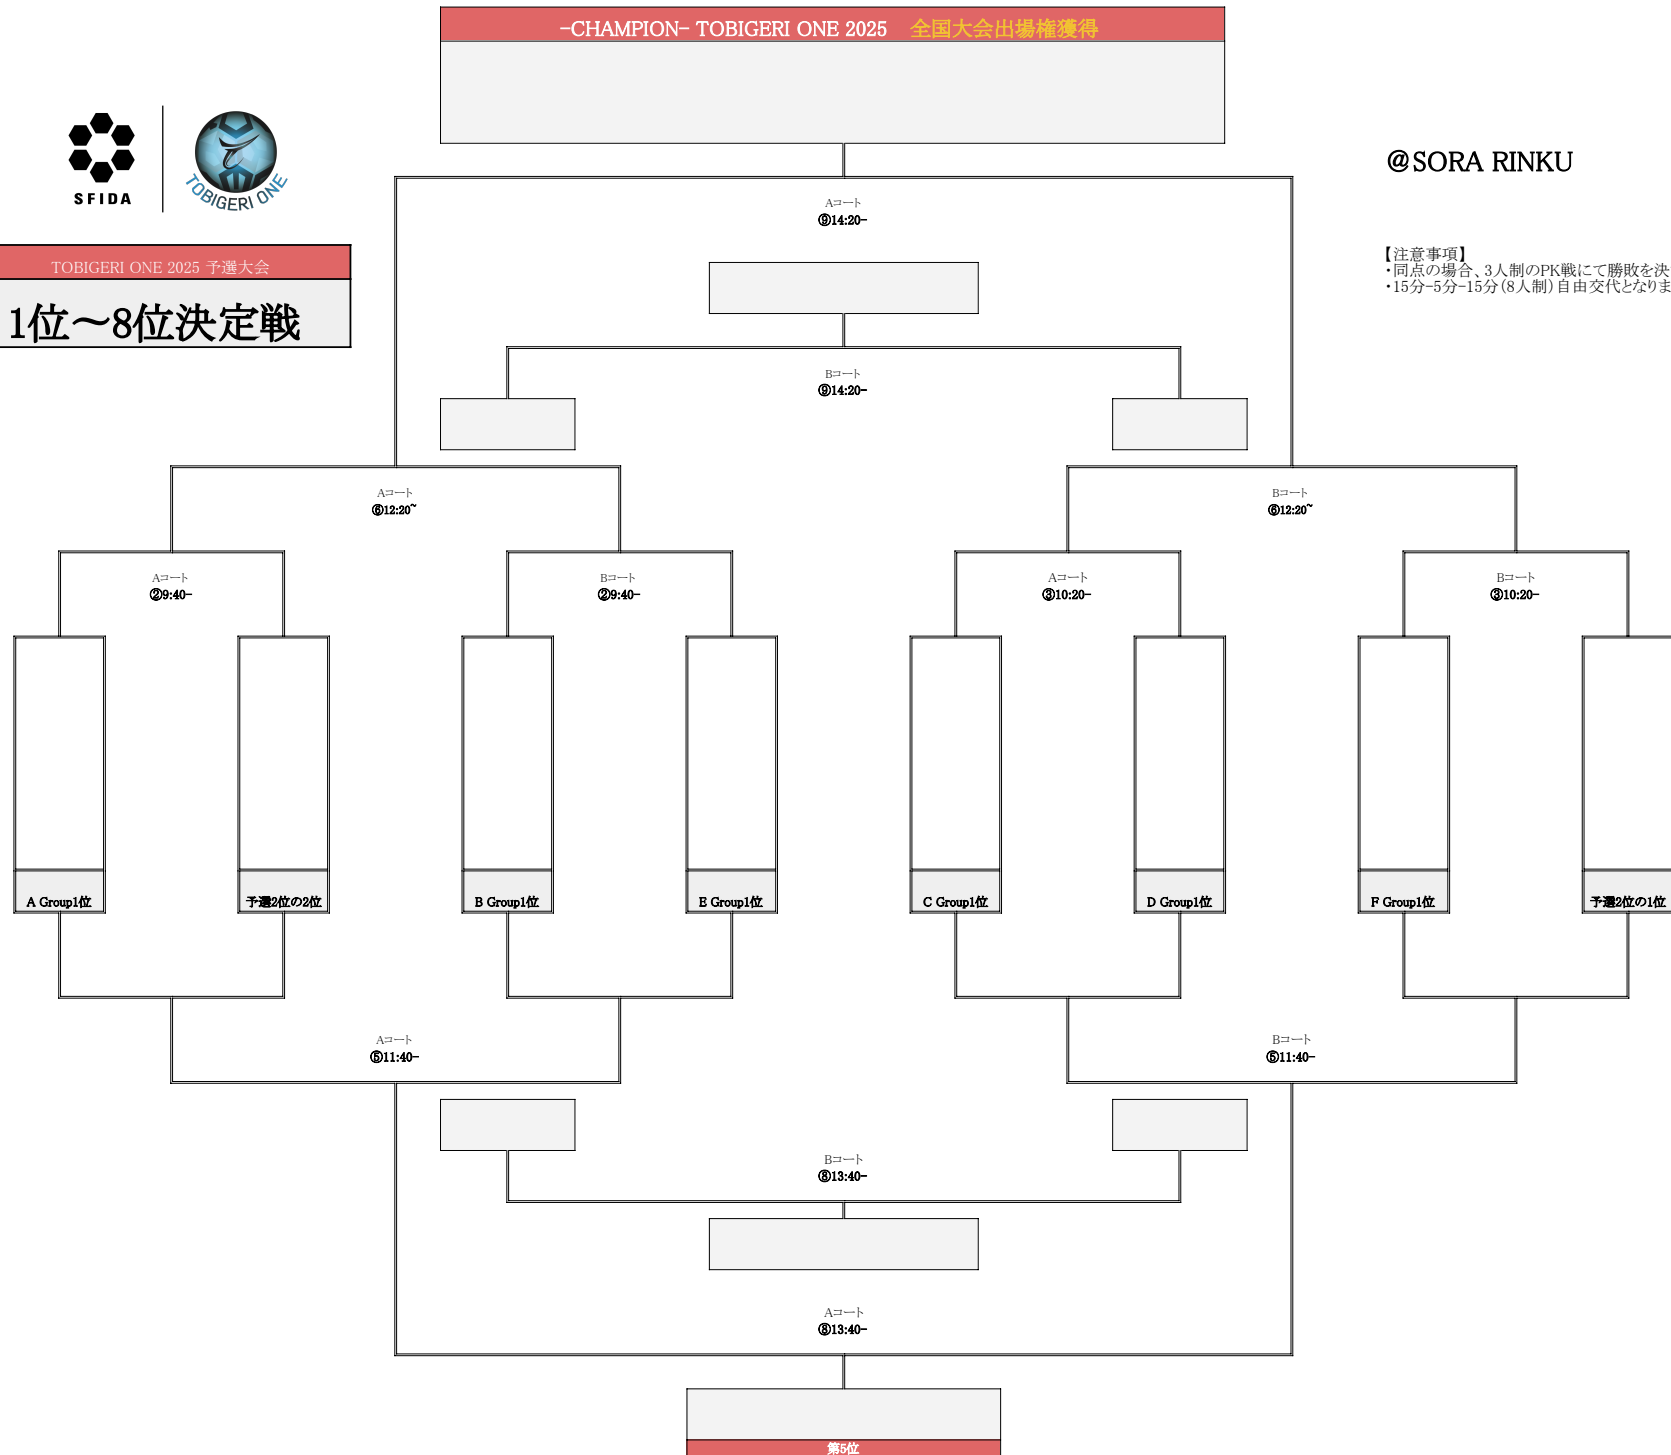 -CHAMPION- TOBIGERI ONE 2025　全国大会出場権獲得
SFIDA
TOBIGERI ONE
@SORA RINKU
Aコート
⑨14:20-
【注意事項】
・同点の場合、3人制のPK戦にて勝敗を決
・15分-5分-15分(8人制)自由交代となりま
TOBIGERI ONE 2025 予選大会
1位～8位決定戦
Bコート
⑨14:20-
Aコート
⑥12:20~
Bコート
⑥12:20~
Aコート
②9:40-
Bコート
②9:40-
Aコート
③10:20-
Bコート
③10:20-
A Group1位
予選2位の2位
B Group1位
E Group1位
C Group1位
D Group1位
F Group1位
予選2位の1位
Aコート
⑤11:40-
Bコート
⑤11:40-
Bコート
⑧13:40-
Aコート
⑧13:40-
第5位